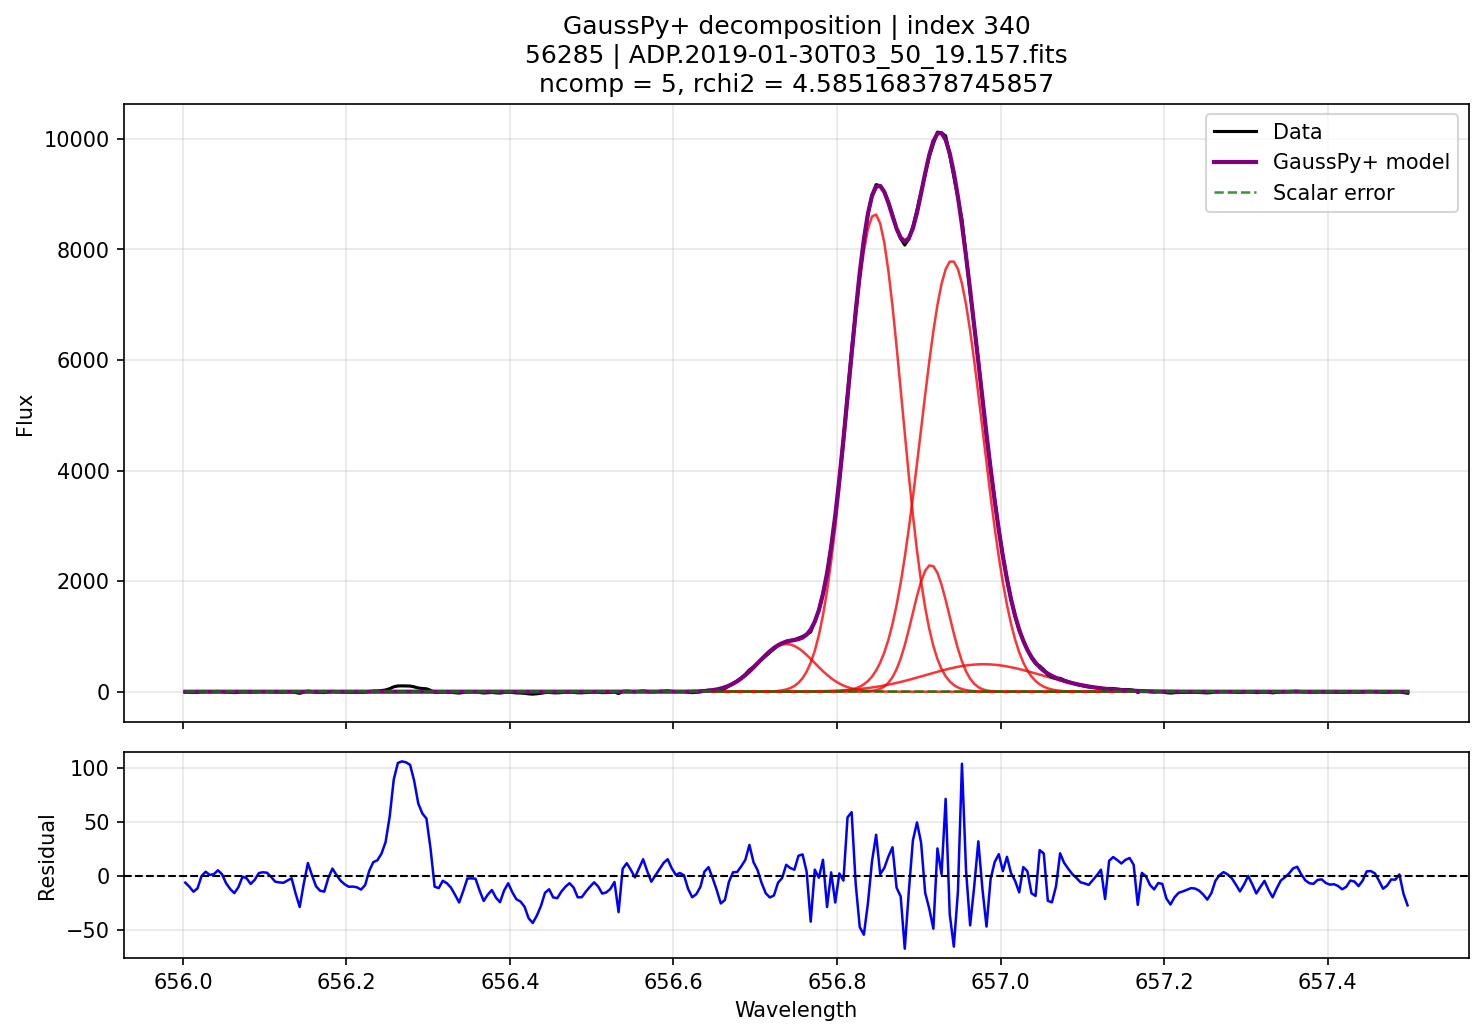 GaussPy+ decomposition | index 340
56285 | ADP.2019-01-30T03_50_19.157.fits
ncomp = 5, rchi2 = 4.585168378745857
Data
GaussPy+ model
Scalar error
Flux
10000
8000
6000
4000
2000
0
Residual
100
50
0
−50
656.0 656.2 656.4 656.6 656.8 657.0 657.2 657.4
Wavelength